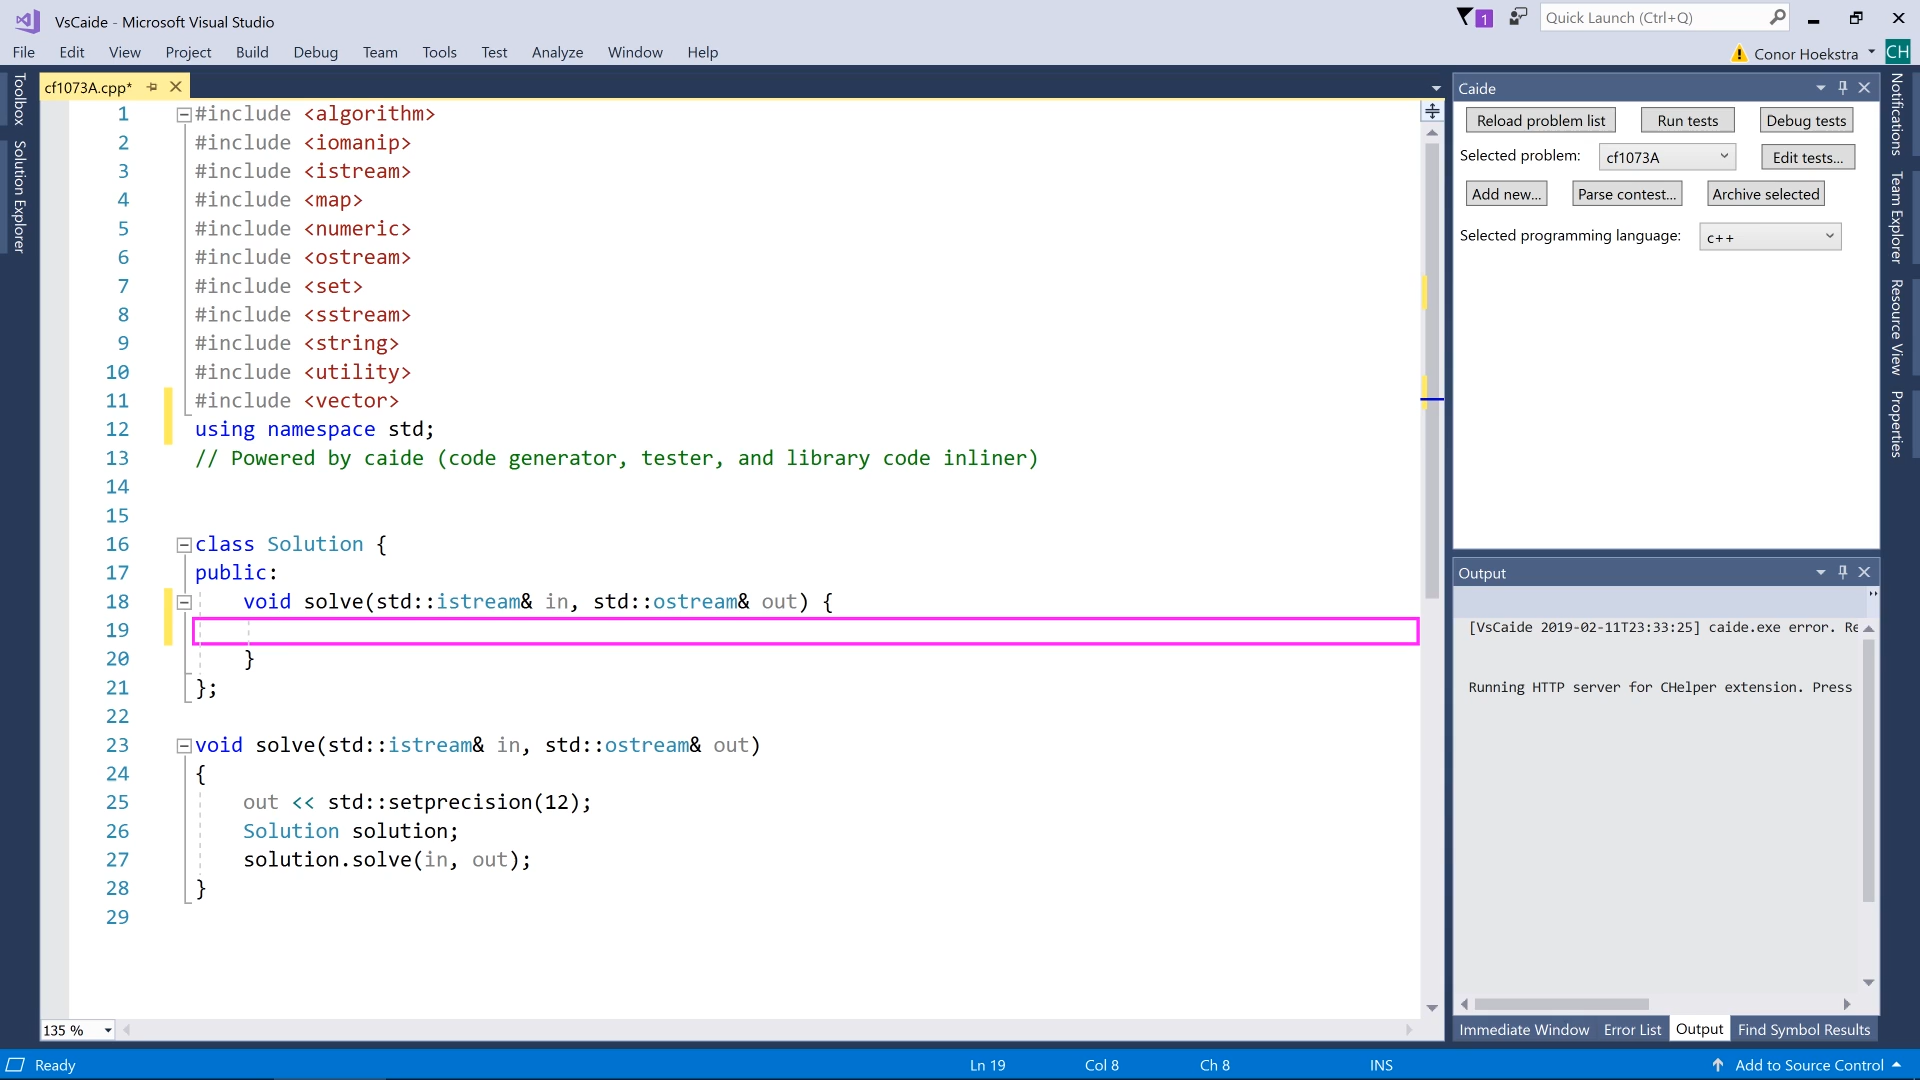 VsCaide - Microsoft Visual Studio
1
Quick Launch (Ctrl+Q)
File Edit View Project Build Debug Team Tools Test Analyze Window Help
Conor Hoekstra CH
Toolbox
Solution Explorer
cf1073A.cpp*
1 #include <algorithm>
2 #include <iomanip>
3 #include <istream>
4 #include <map>
5 #include <numeric>
6 #include <ostream>
7 #include <set>
8 #include <sstream>
9 #include <string>
10 #include <utility>
11 #include <vector>
12 using namespace std;
13 // Powered by caide (code generator, tester, and library code inliner)
14
15
16 class Solution {
17 public:
18 void solve(std::istream& in, std::ostream& out) {
19
20 }
21 };
22
23 void solve(std::istream& in, std::ostream& out)
24 {
25 out << std::setprecision(12);
26 Solution solution;
27 solution.solve(in, out);
28 }
29
135 %
Caide
Reload problem list Run tests Debug tests
Selected problem: cf1073A Edit tests...
Add new... Parse contest... Archive selected
Selected programming language: c++
Output
[VsCaide 2019-02-11T23:33:25] caide.exe error. Re
Running HTTP server for CHelper extension. Press
Immediate Window Error List Output Find Symbol Results
Notifications
Team Explorer
Resource View
Properties
Ready Ln 19 Col 8 Ch 8 INS Add to Source Control